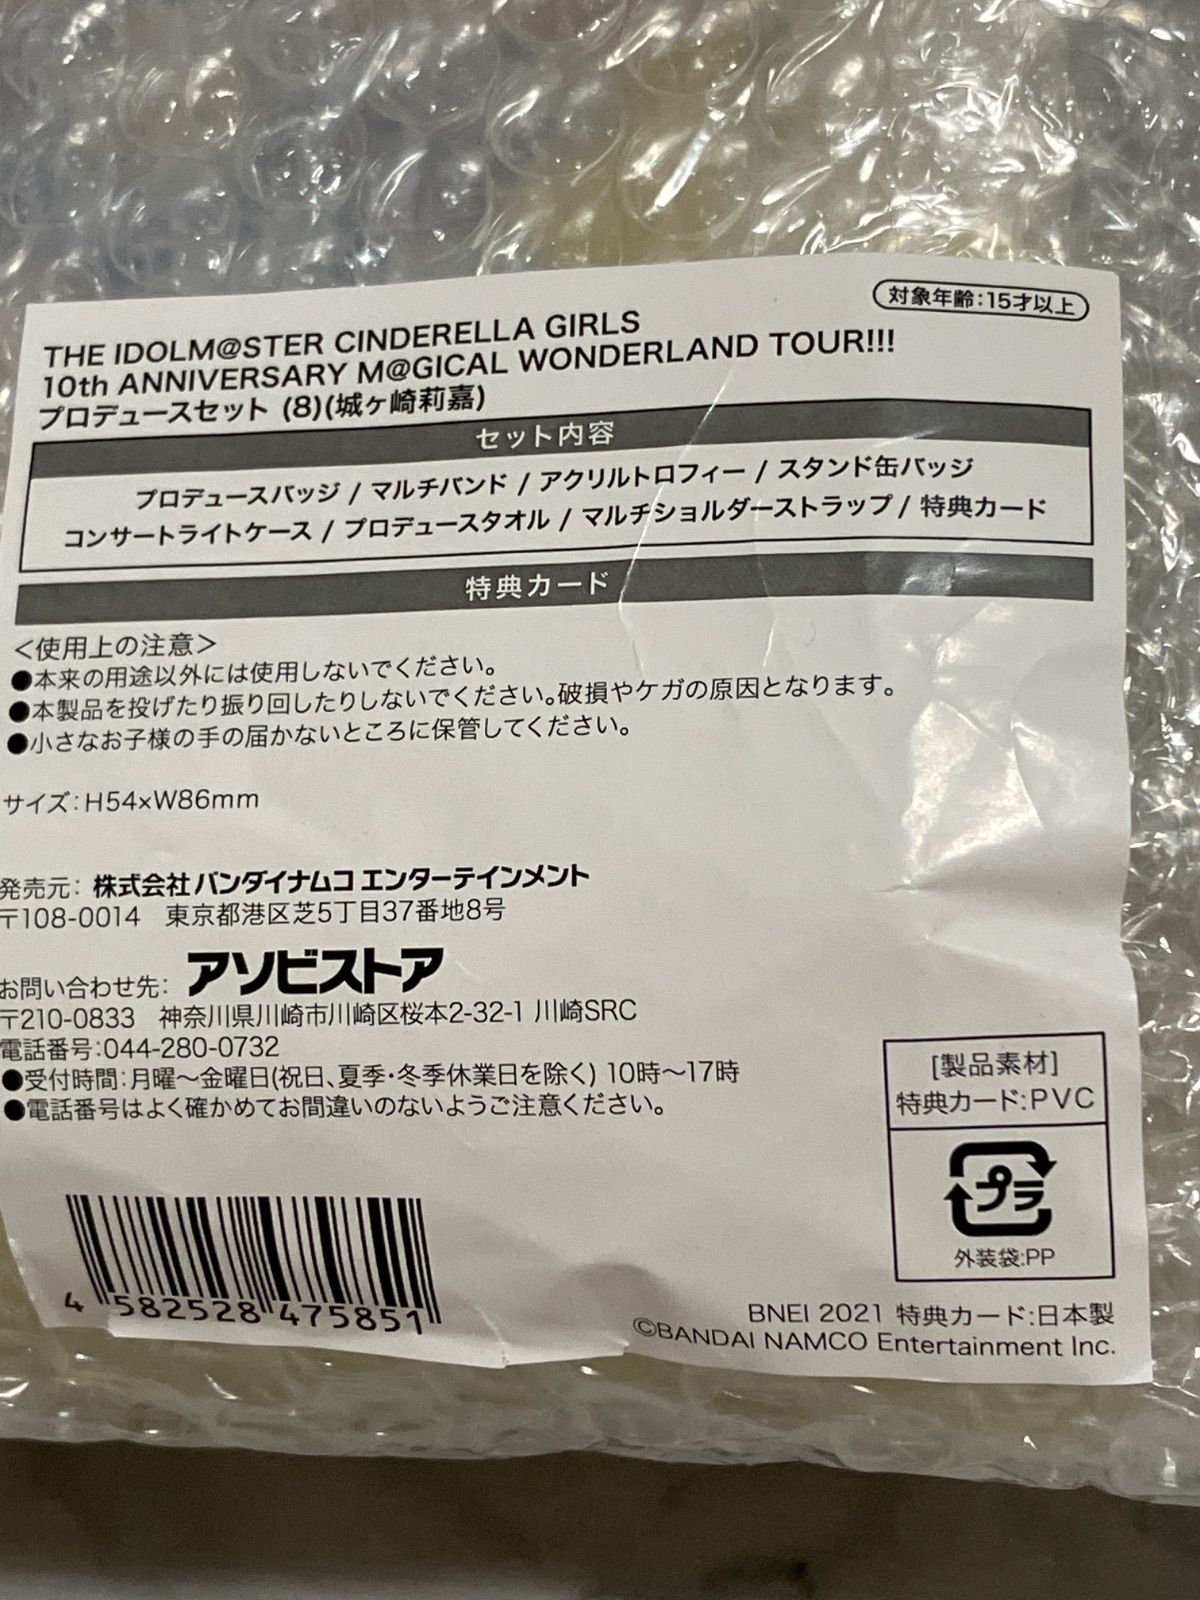 対象年齢:15才以上
THE IDOLM@STER CINDERELLA GIRLS
10th ANNIVERSARY M@GICAL WONDERLAND TOUR!!!
プロデュースセット (8)(城ヶ崎莉嘉)
セット内容
プロデュースバッジ / マルチバンド / アクリルトロフィー / スタンド缶バッジ
コンサートライトケース / プロデュースタオル / マルチショルダーストラップ / 特典カード
特典カード
＜使用上の注意＞
●本来の用途以外には使用しないでください。
●本製品を投げたり振り回したりしないでください。破損やケガの原因となります。
●小さなお子様の手の届かないところに保管してください。
サイズ:H54×W86mm
発売元: 株式会社バンダイナムコエンターテインメント
〒108-0014 東京都港区芝5丁目37番地8号
お問い合わせ先: アソビストア
〒210-0833 神奈川県川崎市川崎区桜本2-32-1 川崎SRC
電話番号:044-280-0732
●受付時間:月曜～金曜日(祝日、夏季・冬季休業日を除く) 10時～17時
●電話番号はよく確かめてお間違いのないようご注意ください。
[製品素材]
特典カード:PVC
プラ
外装袋:PP
4 582528 475851
BNEI 2021 特典カード:日本製
©BANDAI NAMCO Entertainment Inc.